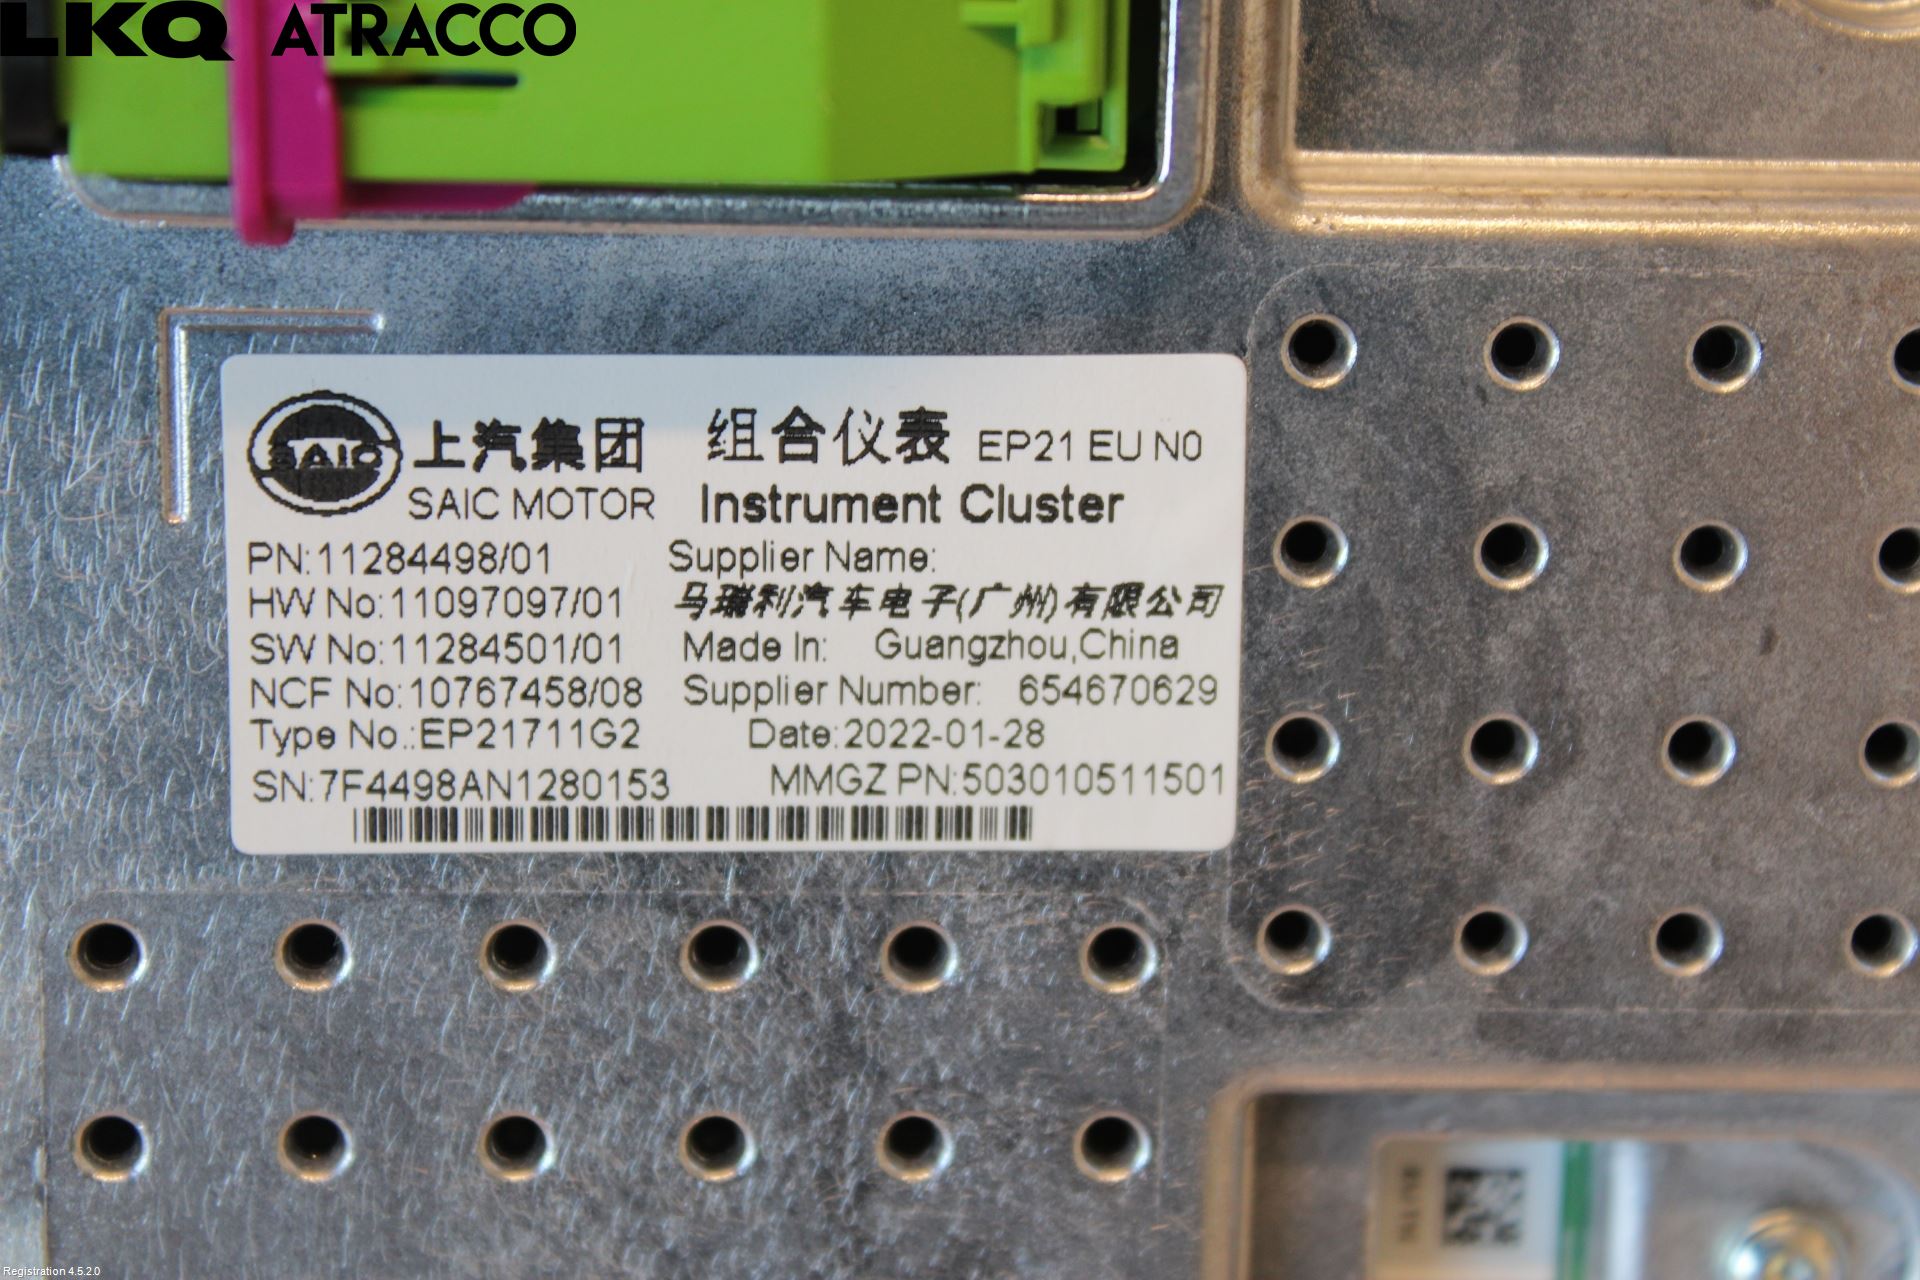 LKQ ATRACCO
SAIC 上汽集团 组合仪表 EP21 EU N0
SAIC MOTOR Instrument Cluster
PN:11284498/01 Supplier Name:
HW No:11097097/01 马瑞利汽车电子(广州)有限公司
SW No:11284501/01 Made In: Guangzhou,China
NCF No:10767458/08 Supplier Number: 654670629
Type No.:EP21711G2 Date:2022-01-28
SN:7F4498AN1280153 MMGZ PN:503010511501
Registration 4.5.2.0